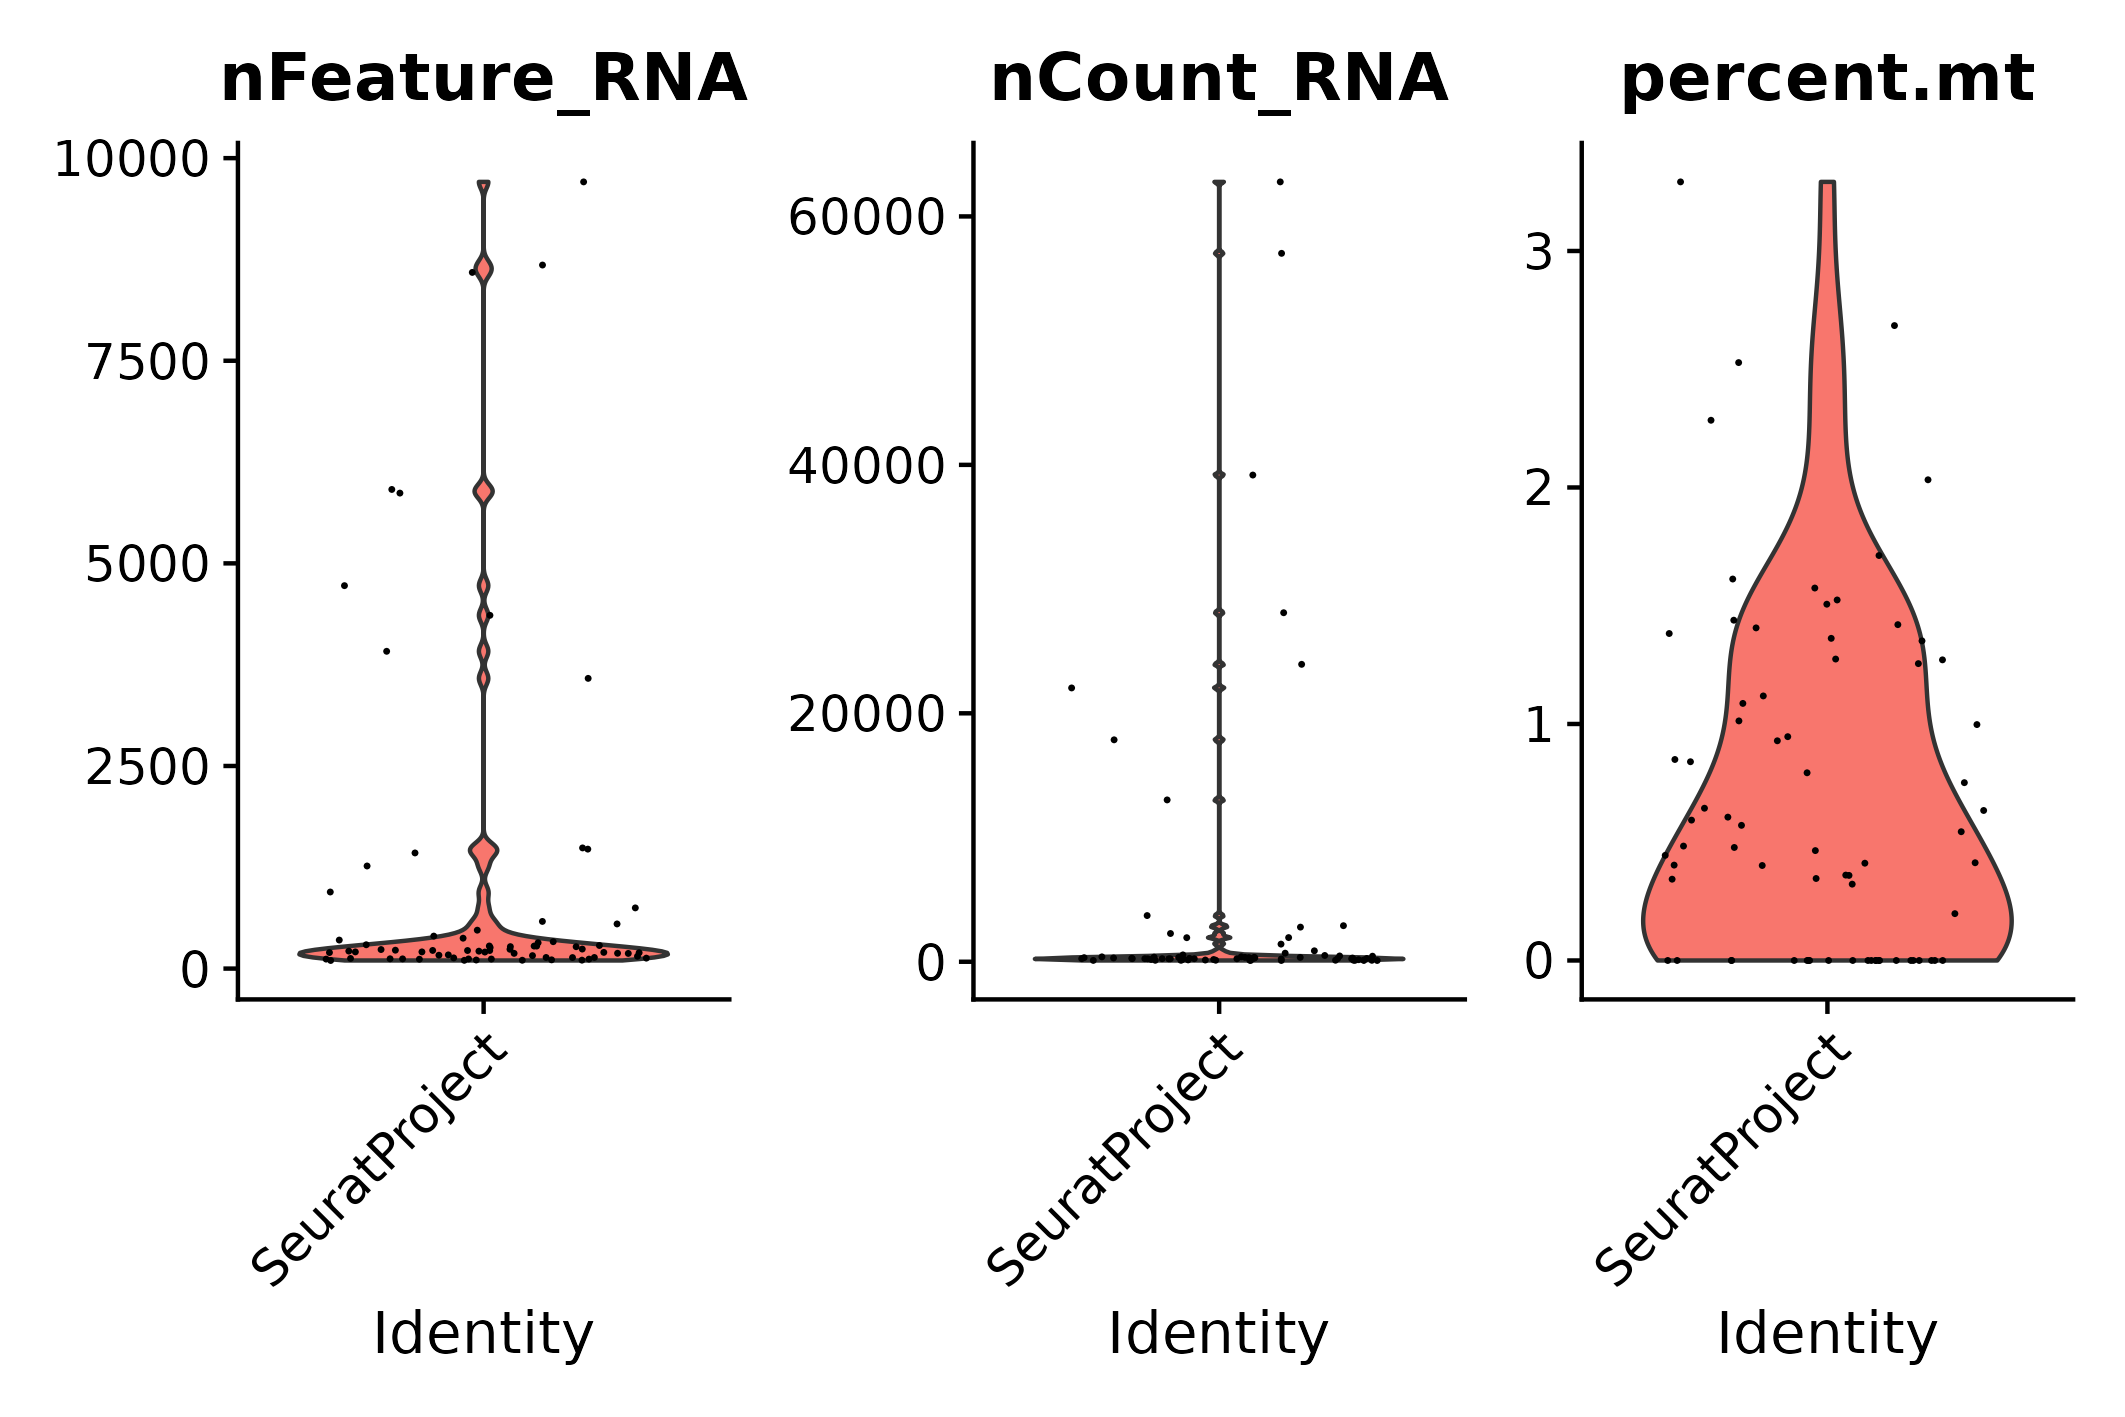 nFeature_RNA
10000
7500
5000
2500
0
SeuratProject
Identity
nCount_RNA
60000
40000
20000
0
SeuratProject
Identity
percent.mt
3
2
1
0
SeuratProject
Identity